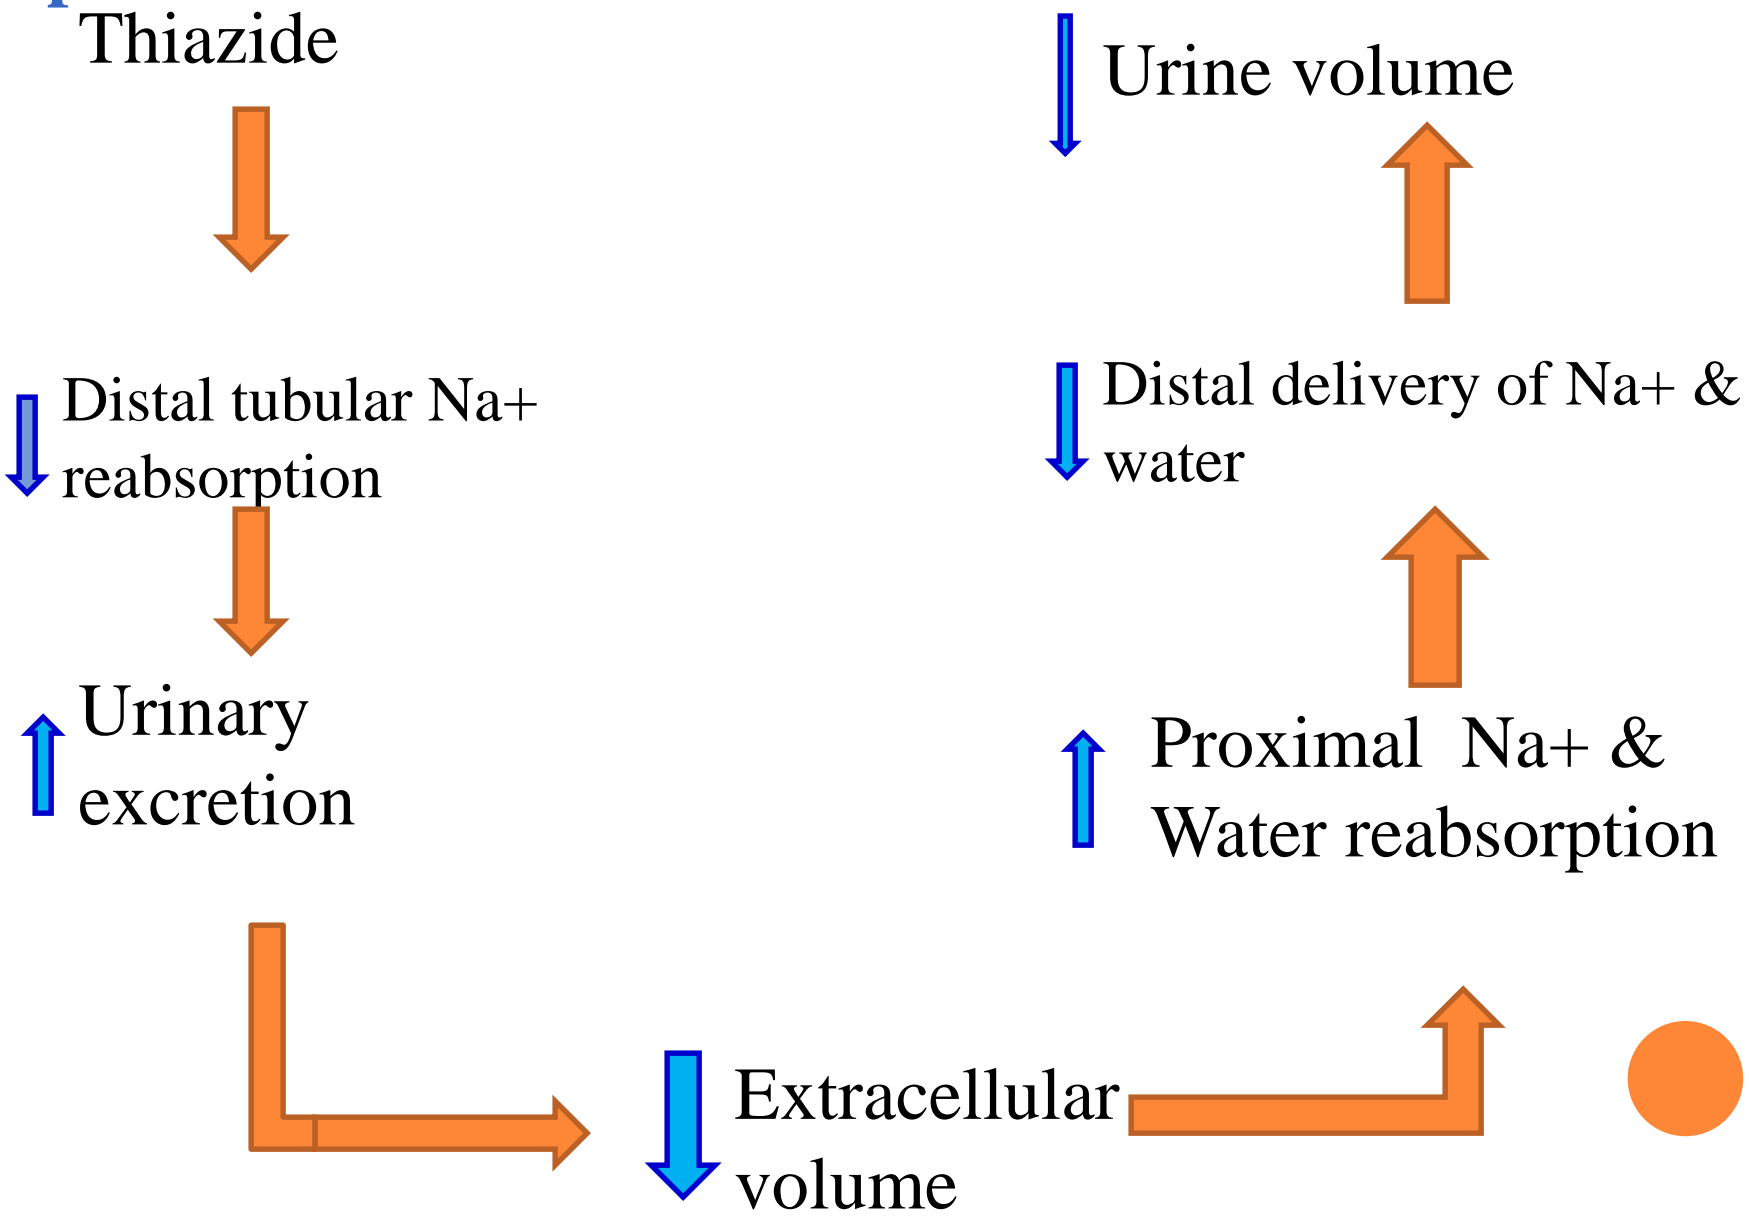 Thiazide
Distal tubular Na+
reabsorption
Urinary
excretion
Extracellular
volume
Proximal Na+ &
Water reabsorption
Distal delivery of Na+ &
water
Urine volume